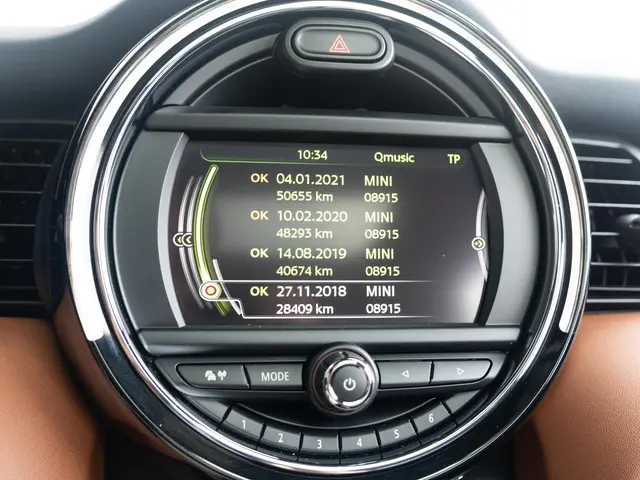 10:34 Qmusic TP
OK 04.01.2021 MINI
50655 km 08915
OK 10.02.2020 MINI
48293 km 08915
OK 14.08.2019 MINI
40674 km 08915
OK 27.11.2018 MINI
28409 km 08915
MODE
1 2 3 4 5 6